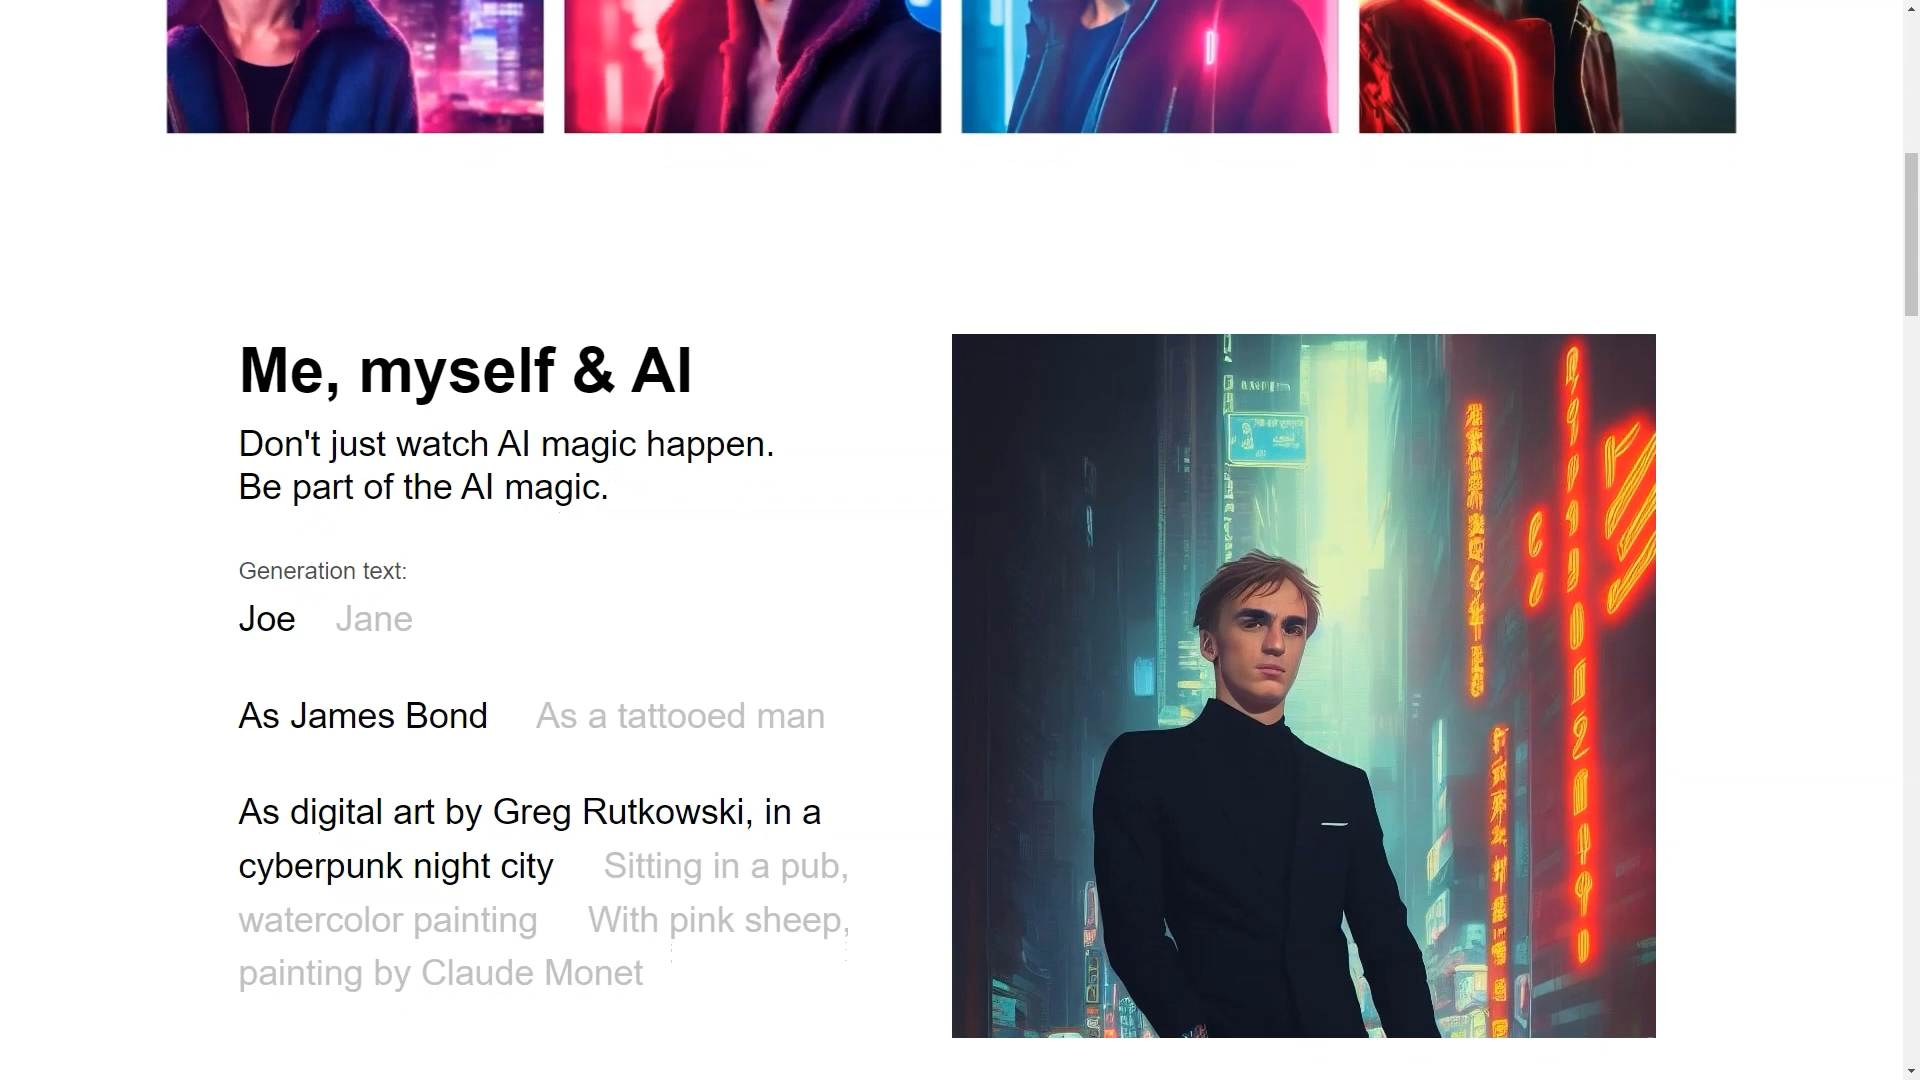 Me, myself & AI
Don't just watch AI magic happen.
Be part of the AI magic.
Generation text:
Joe Jane
As James Bond As a tattooed man
As digital art by Greg Rutkowski, in a
cyberpunk night city Sitting in a pub,
watercolor painting With pink sheep,
painting by Claude Monet